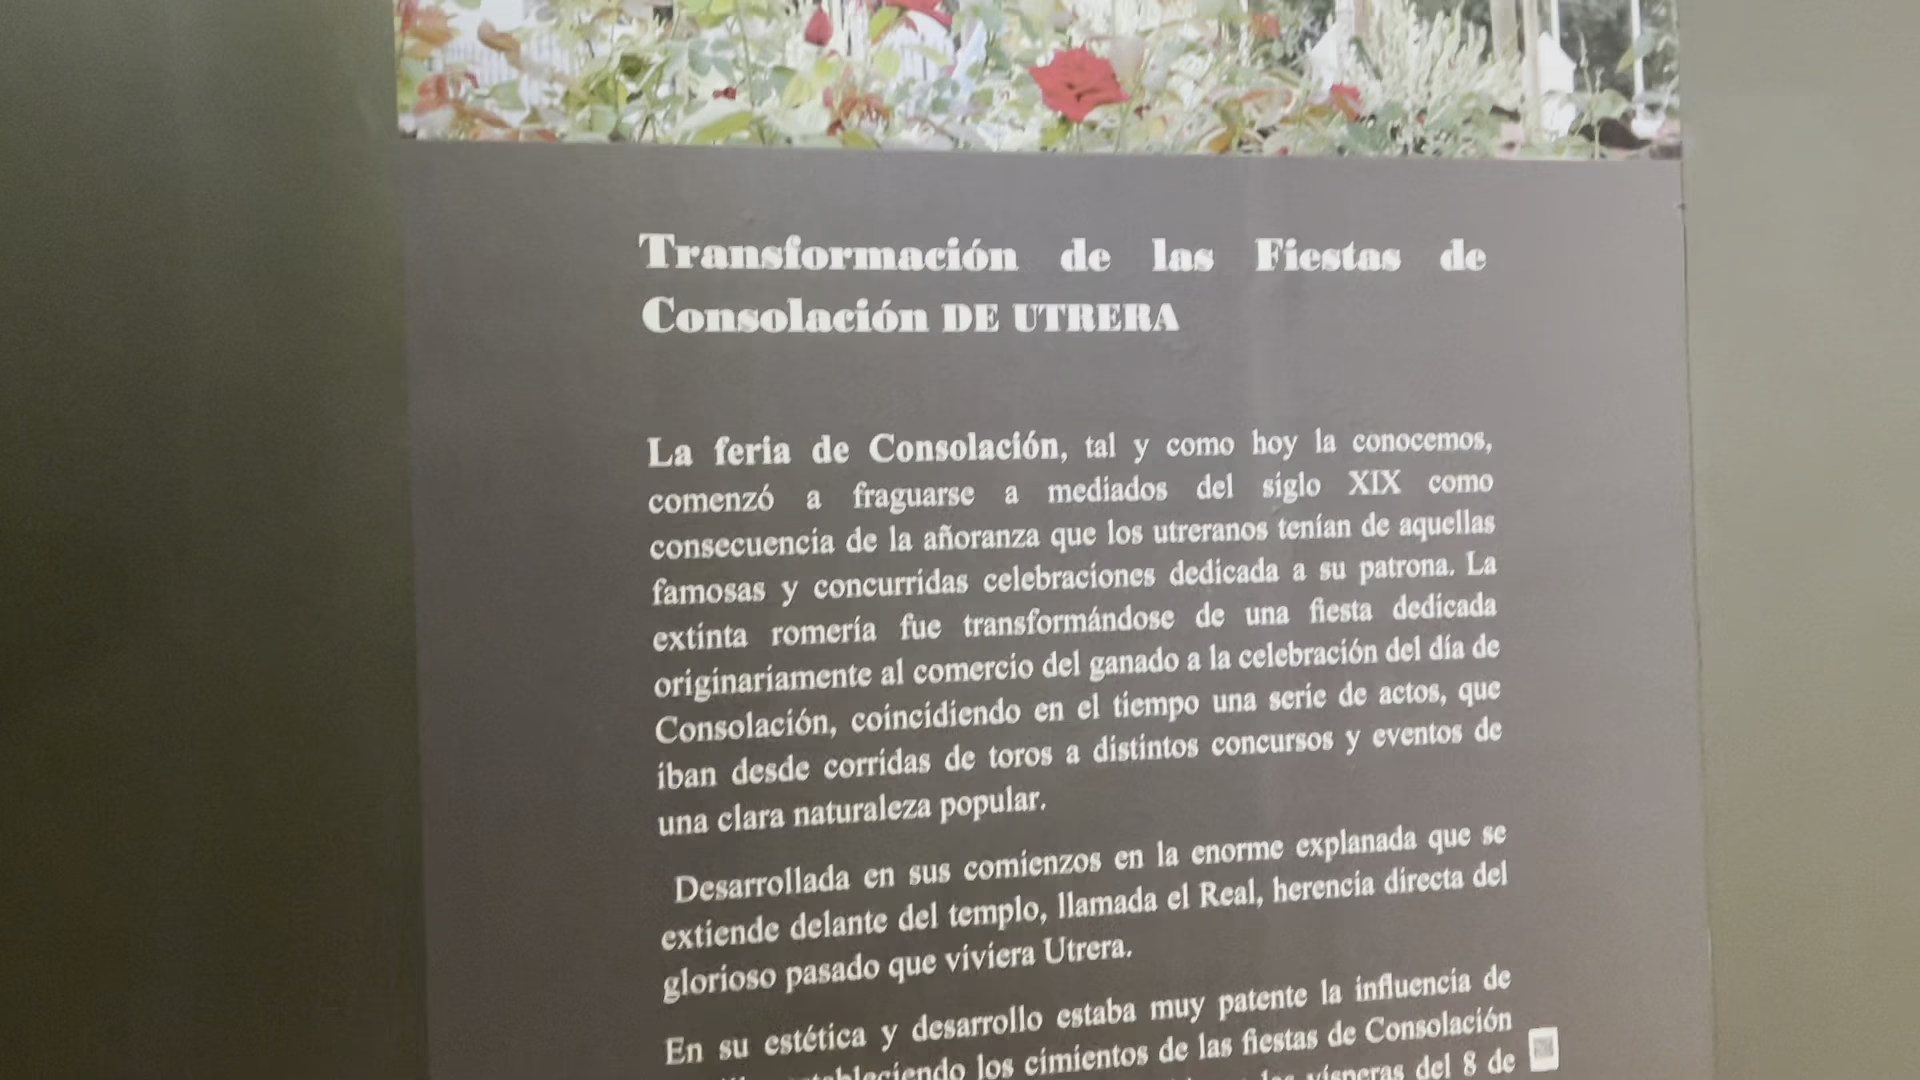 Transformación de las Fiestas de
Consolación DE UTRERA
La feria de Consolación, tal y como hoy la conocemos,
comenzó a fraguarse a mediados del siglo XIX como
consecuencia de la añoranza que los utreranos tenían de aquellas
famosas y concurridas celebraciones dedicada a su patrona. La
extinta romería fue transformándose de una fiesta dedicada
originariamente al comercio del ganado a la celebración del día de
Consolación, coincidiendo en el tiempo una serie de actos, que
iban desde corridas de toros a distintos concursos y eventos de
una clara naturaleza popular.
Desarrollada en sus comienzos en la enorme explanada que se
extiende delante del templo, llamada el Real, herencia directa del
glorioso pasado que viviera Utrera.
En su estética y desarrollo estaba muy patente la influencia de
los cimientos de las fiestas de Consolación
vísperas del 8 de